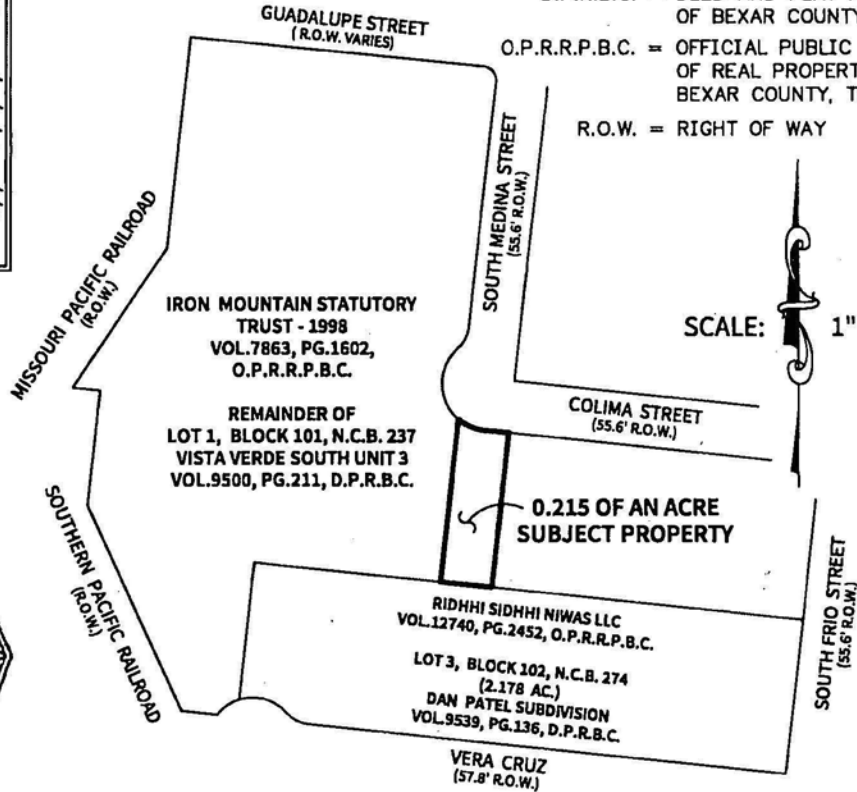 GUADALUPE STREET
(R.O.W. VARIES)
OF BEXAR COUNTY
O.P.R.R.P.B.C. = OFFICIAL PUBLIC
OF REAL PROPERT
BEXAR COUNTY, T
R.O.W. = RIGHT OF WAY
SOUTH MEDINA STREET
(55.6' R.O.W.)
MISSOURI PACIFIC RAILROAD
(R.O.W.)
IRON MOUNTAIN STATUTORY
TRUST - 1998
VOL.7863, PG.1602,
O.P.R.R.P.B.C.
REMAINDER OF
LOT 1, BLOCK 101, N.C.B. 237
VISTA VERDE SOUTH UNIT 3
VOL.9500, PG.211, D.P.R.B.C.
SCALE: 1"
COLIMA STREET
(55.6' R.O.W.)
0.215 OF AN ACRE
SUBJECT PROPERTY
SOUTHERN PACIFIC RAILROAD
(R.O.W.)
SOUTH FRIO STREET
(55.6' R.O.W.)
RIDHHI SIDHHI NIWAS LLC
VOL.12740, PG.2452, O.P.R.R.P.B.C.
LOT 3, BLOCK 102, N.C.B. 274
(2.178 AC.)
DAN PATEL SUBDIVISION
VOL.9539, PG.136, D.P.R.B.C.
VERA CRUZ
(57.8' R.O.W.)